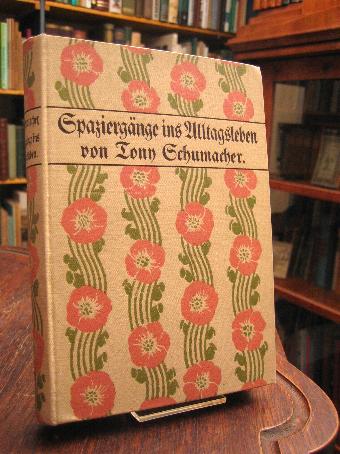 Spaziergänge ins Alltagsleben
von Tony Schumacher.